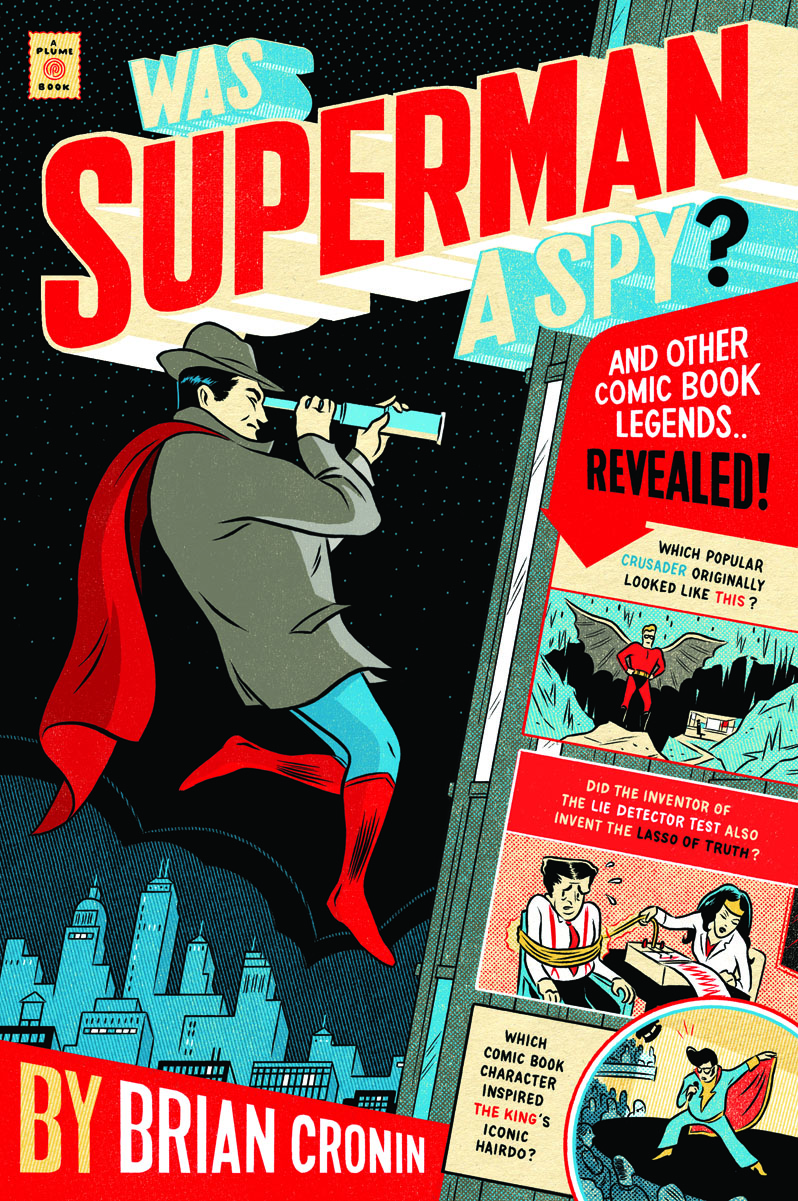 A
PLUME
BOOK
WAS
SUPERMAN
A SPY?
AND OTHER
COMIC BOOK
LEGENDS..
REVEALED!
WHICH POPULAR
CRUSADER ORIGINALLY
LOOKED LIKE THIS?
DID THE INVENTOR OF
THE LIE DETECTOR TEST ALSO
INVENT THE LASSO OF TRUTH?
WHICH
COMIC BOOK
CHARACTER
INSPIRED
THE KING'S
ICONIC
HAIRDO?
BY BRIAN CRONIN